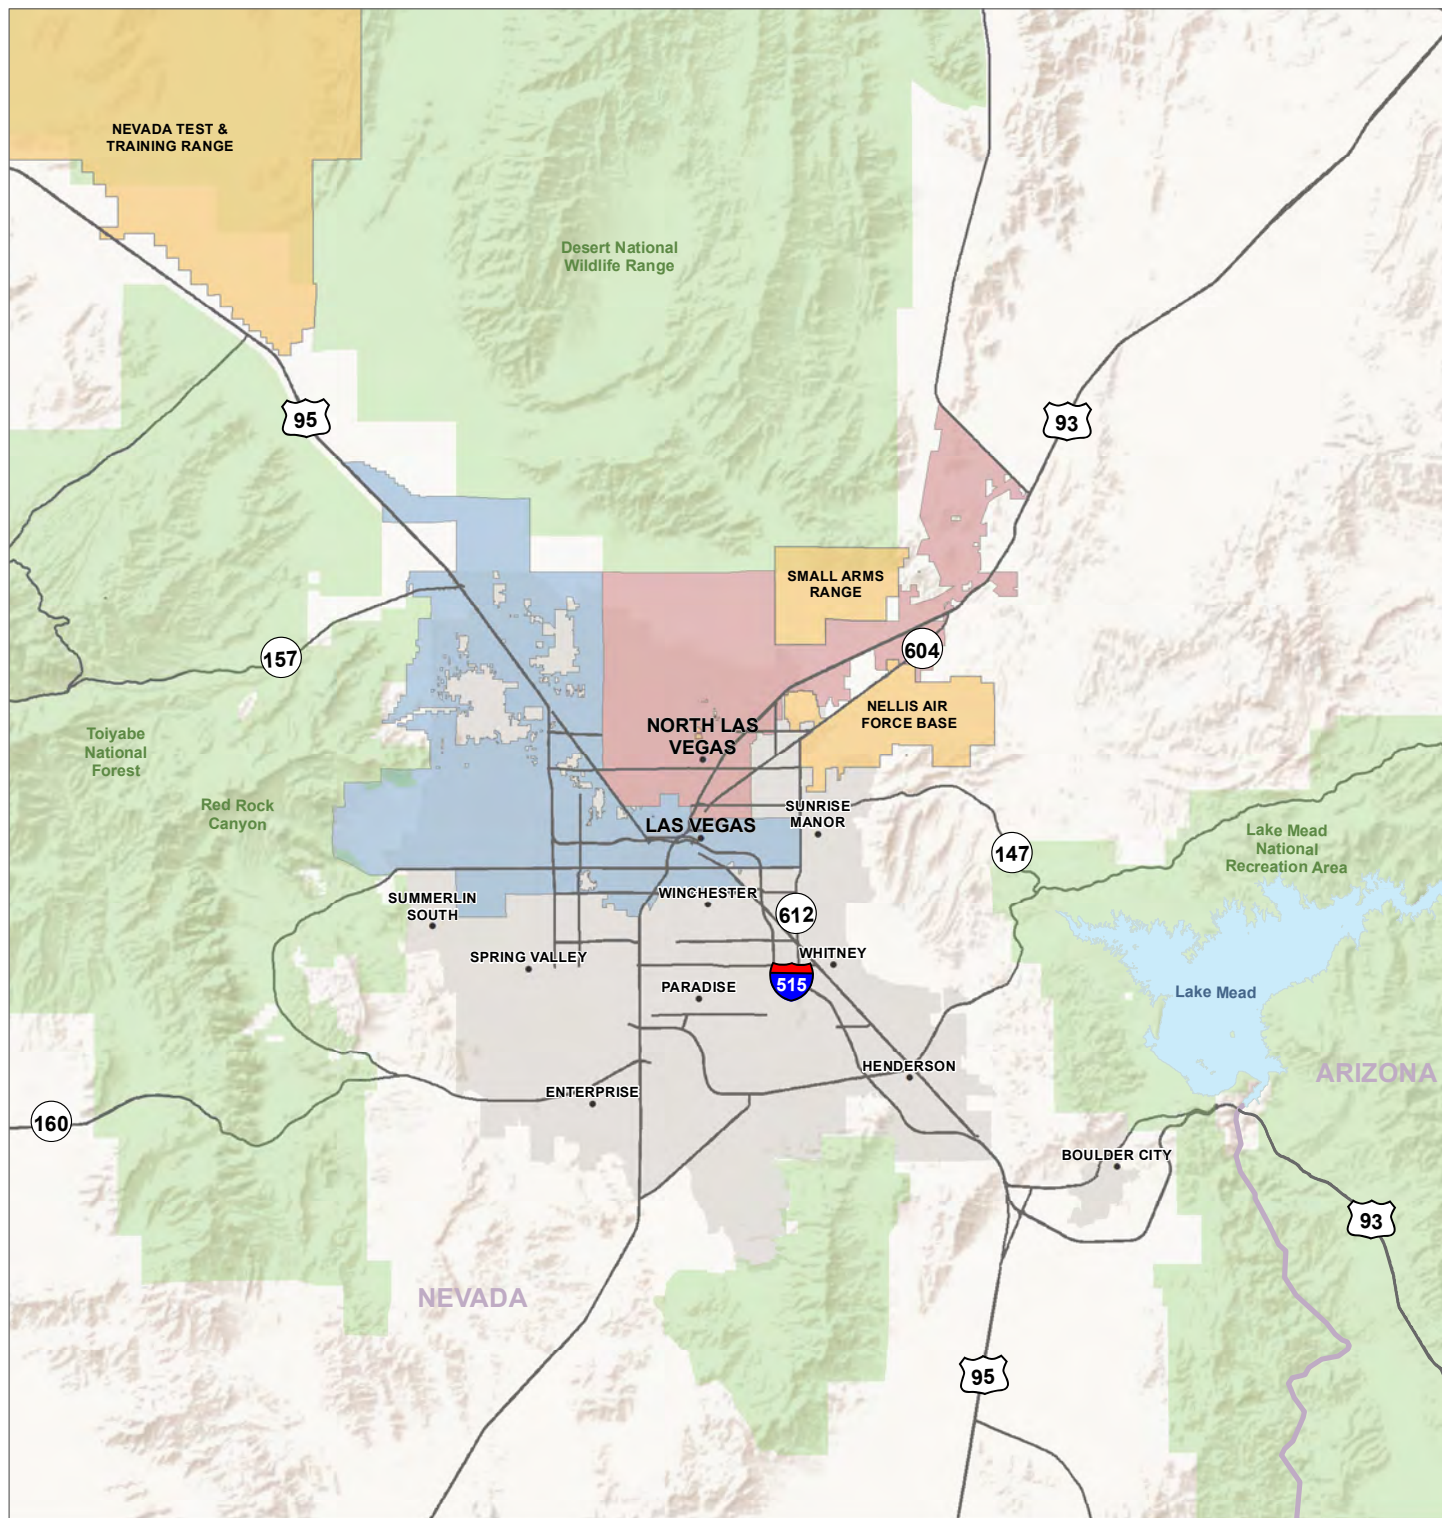 NEVADA TEST &
TRAINING RANGE
Desert National
Wildlife Range
95
93
SMALL ARMS
RANGE
604
157
NELLIS AIR
FORCE BASE
NORTH LAS
VEGAS
Toiyabe
National
Forest
Red Rock
Canyon
SUNRISE
MANOR
LAS VEGAS
147
Lake Mead
National
Recreation Area
SUMMERLIN
SOUTH
WINCHESTER
612
SPRING VALLEY
WHITNEY
515
PARADISE
Lake Mead
HENDERSON
ARIZONA
ENTERPRISE
160
BOULDER CITY
93
NEVADA
95